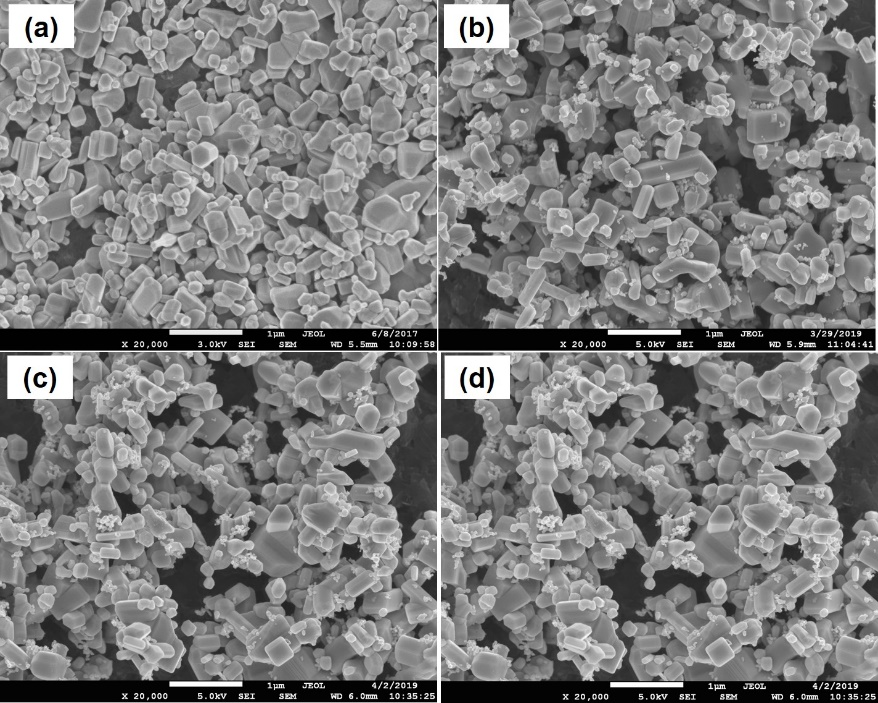 (a)
(b)
1µm JEOL 6/8/2017
X 20,000 3.0kV SEI SEM WD 5.5mm 10:09:58
1µm JEOL 3/29/2019
X 20,000 5.0kV SEI SEM WD 5.9mm 11:04:41
(c)
(d)
1µm JEOL 4/2/2019
X 20,000 5.0kV SEI SEM WD 6.0mm 10:35:25
1µm JEOL 4/2/2019
X 20,000 5.0kV SEI SEM WD 6.0mm 10:35:25